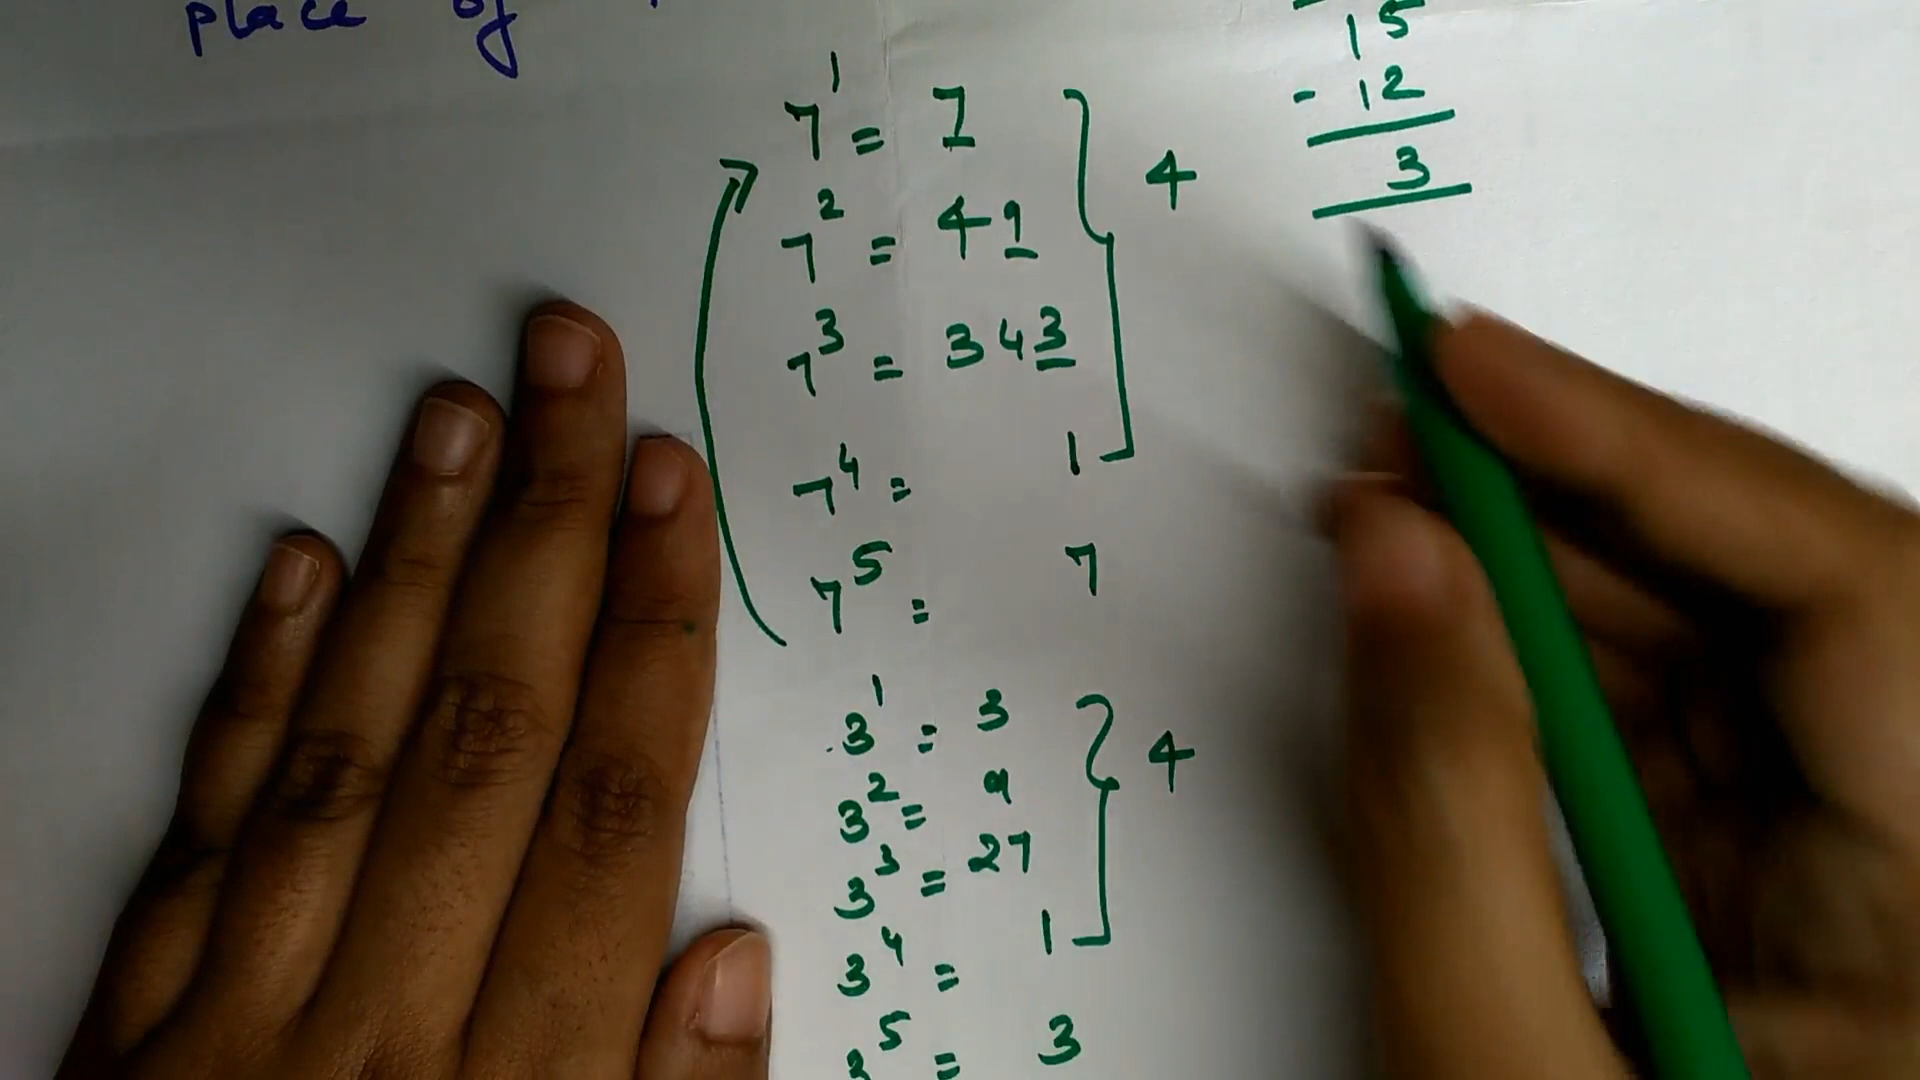 place of
7¹ = 7
7² = 49
7³ = 343
7⁴ = 1
7⁵ = 7
4
3¹ = 3
3² = 9
3³ = 27
3⁴ = 1
3⁵ = 3
4
15
- 12
3